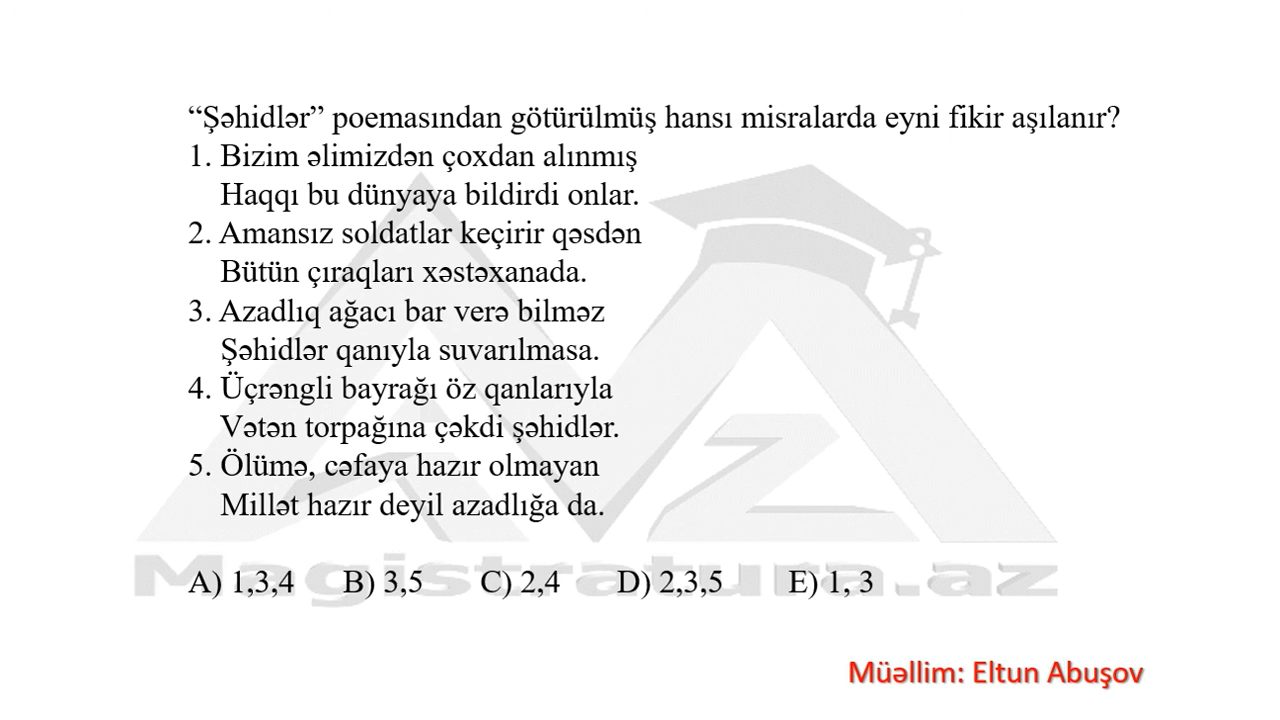 “Şəhidlər” poemasından götürülmüş hansı misralarda eyni fikir aşılanır?
1. Bizim əlimizdən çoxdan alınmış
Haqqı bu dünyaya bildirdi onlar.
2. Amansız soldatlar keçirir qəsdən
Bütün çıraqları xəstəxanada.
3. Azadlıq ağacı bar verə bilməz
Şəhidlər qanıyla suvarılmasa.
4. Üçrəngli bayrağı öz qanlarıyla
Vətən torpağına çəkdi şəhidlər.
5. Ölümə, cəfaya hazır olmayan
Millət hazır deyil azadlığa da.
A) 1,3,4 B) 3,5 C) 2,4 D) 2,3,5 E) 1, 3
Magistratura.az
Müəllim: Eltun Abuşov